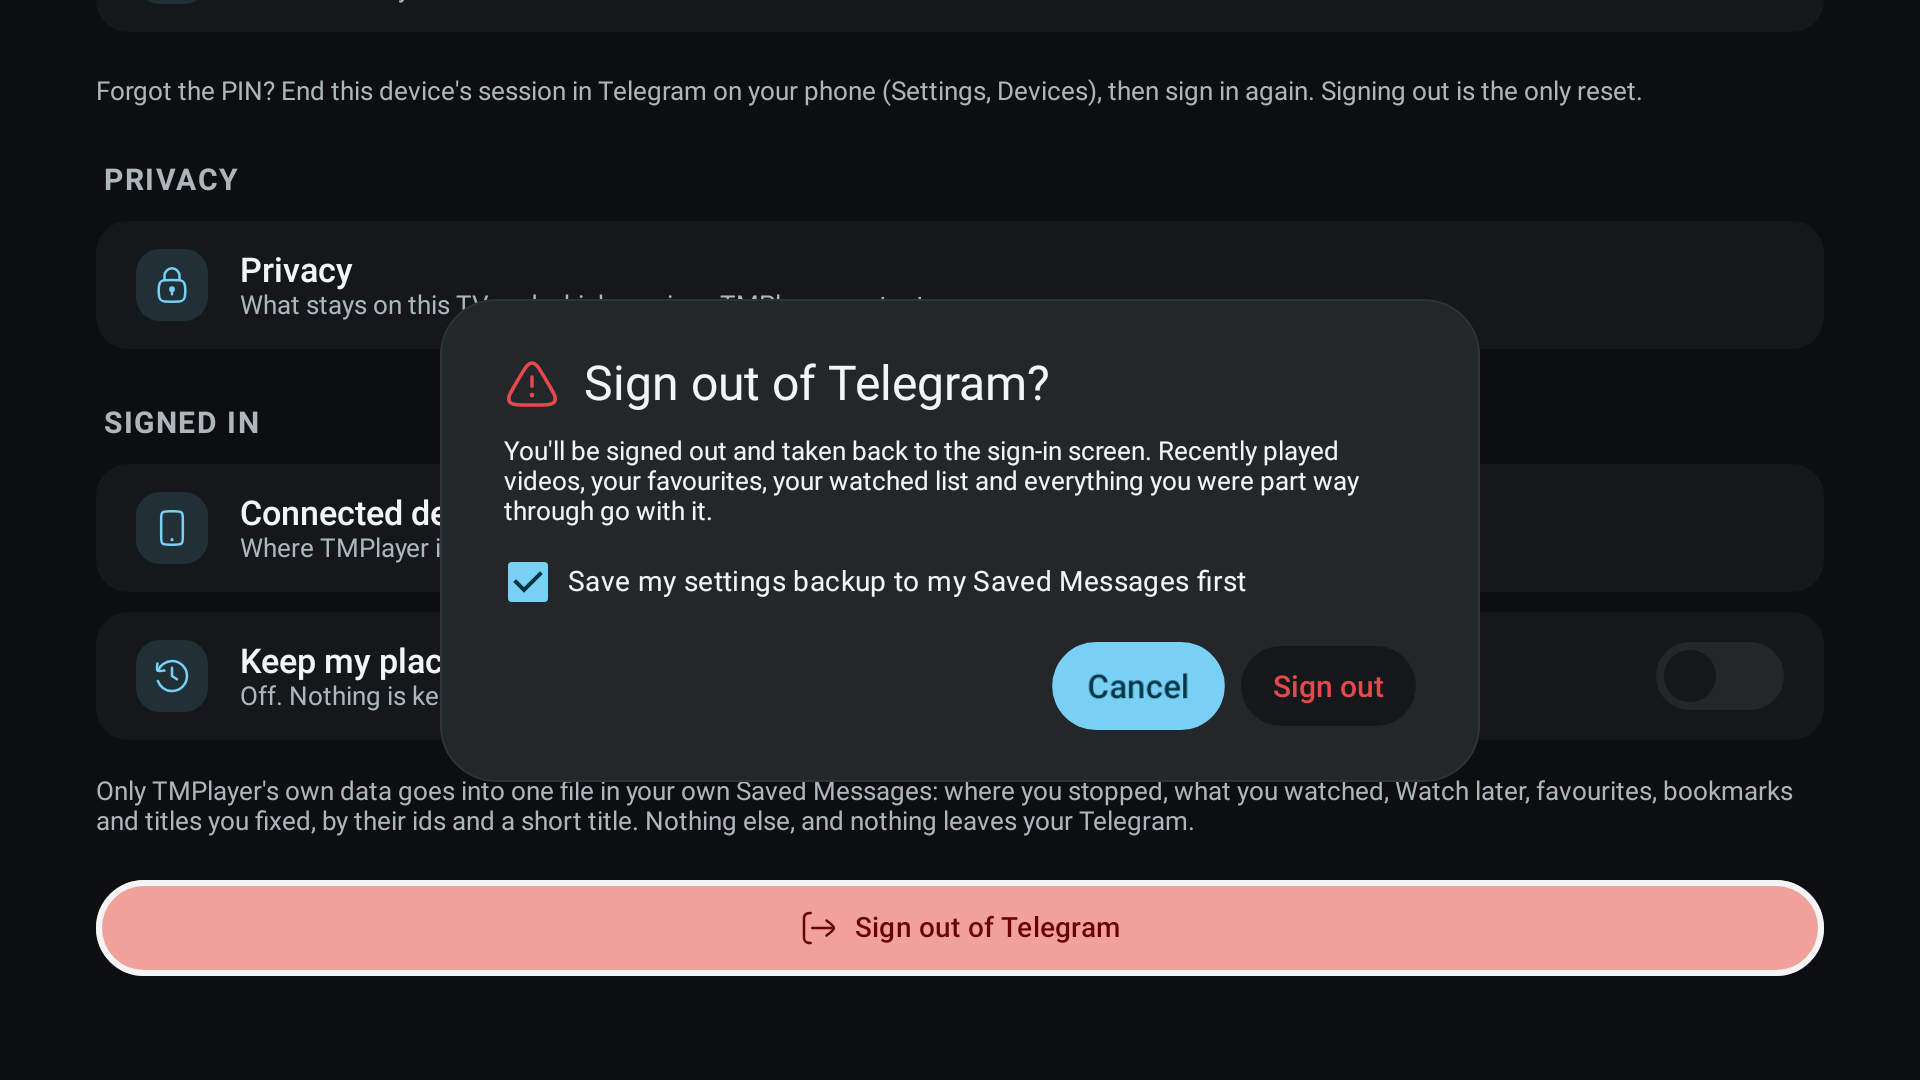 Forgot the PIN? End this device's session in Telegram on your phone (Settings, Devices), then sign in again. Signing out is the only reset.
PRIVACY
Privacy
What stays on this TV
Sign out of Telegram?
You'll be signed out and taken back to the sign-in screen. Recently played
videos, your favourites, your watched list and everything you were part way
through go with it.
Save my settings backup to my Saved Messages first
Cancel
Sign out
SIGNED IN
Connected de
Where TMPlayer i
Keep my plac
Off. Nothing is ke
Only TMPlayer's own data goes into one file in your own Saved Messages: where you stopped, what you watched, Watch later, favourites, bookmarks
and titles you fixed, by their ids and a short title. Nothing else, and nothing leaves your Telegram.
Sign out of Telegram